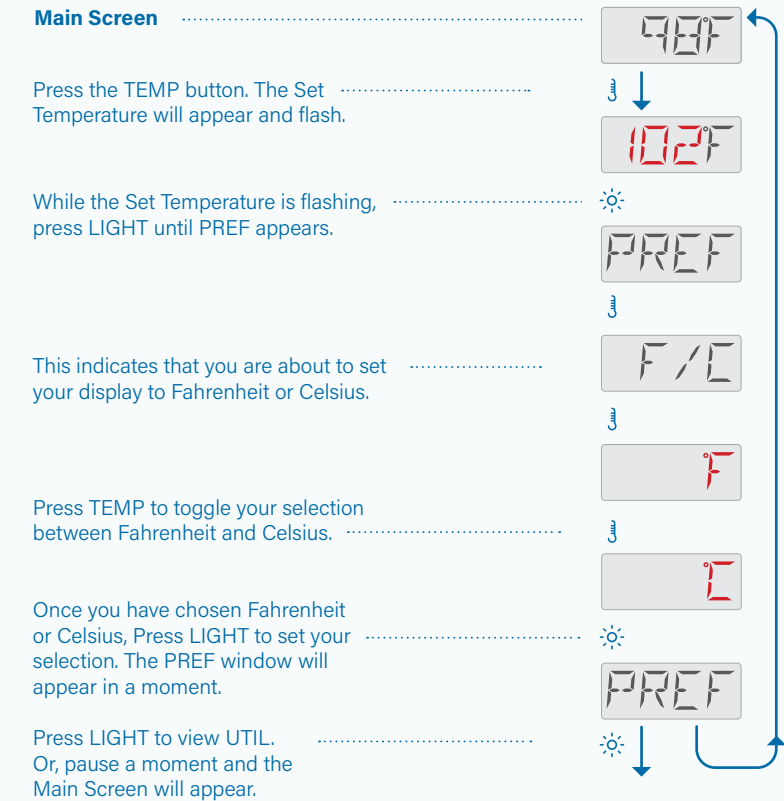 Main Screen
98°F
Press the TEMP button. The Set
Temperature will appear and flash.
102°F
While the Set Temperature is flashing,
press LIGHT until PREF appears.
PREF
This indicates that you are about to set
your display to Fahrenheit or Celsius.
F/C
°F
Press TEMP to toggle your selection
between Fahrenheit and Celsius.
°C
Once you have chosen Fahrenheit
or Celsius, Press LIGHT to set your
selection. The PREF window will
appear in a moment.
PREF
Press LIGHT to view UTIL.
Or, pause a moment and the
Main Screen will appear.